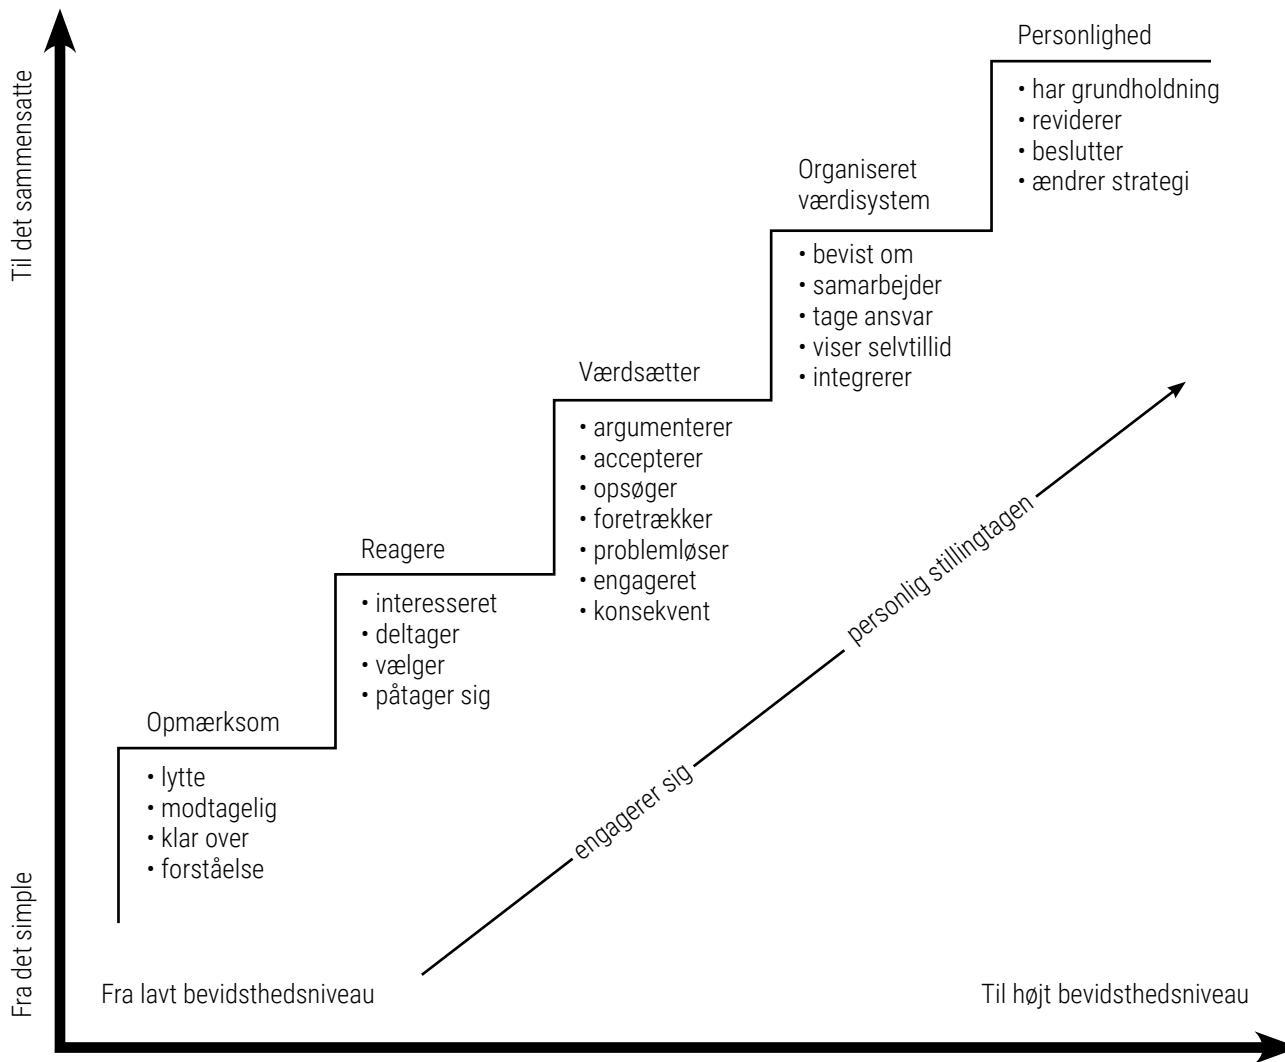 Personlighed
• har grundholdning
• reviderer
• beslutter
• ændrer strategi
Organiseret
værdisystem
• bevist om
• samarbejder
• tage ansvar
• viser selvtillid
• integrerer
Værdsætter
• argumenterer
• accepterer
• opsøger
• foretrækker
• problemløser
• engageret
• konsekvent
Reagere
• interesseret
• deltager
• vælger
• påtager sig
Opmærksom
• lytte
• modtagelig
• klar over
• forståelse
engagerer sig
personlig stillingtagen
Til det sammensatte
Fra det simple
Fra lavt bevidsthedsniveau
Til højt bevidsthedsniveau